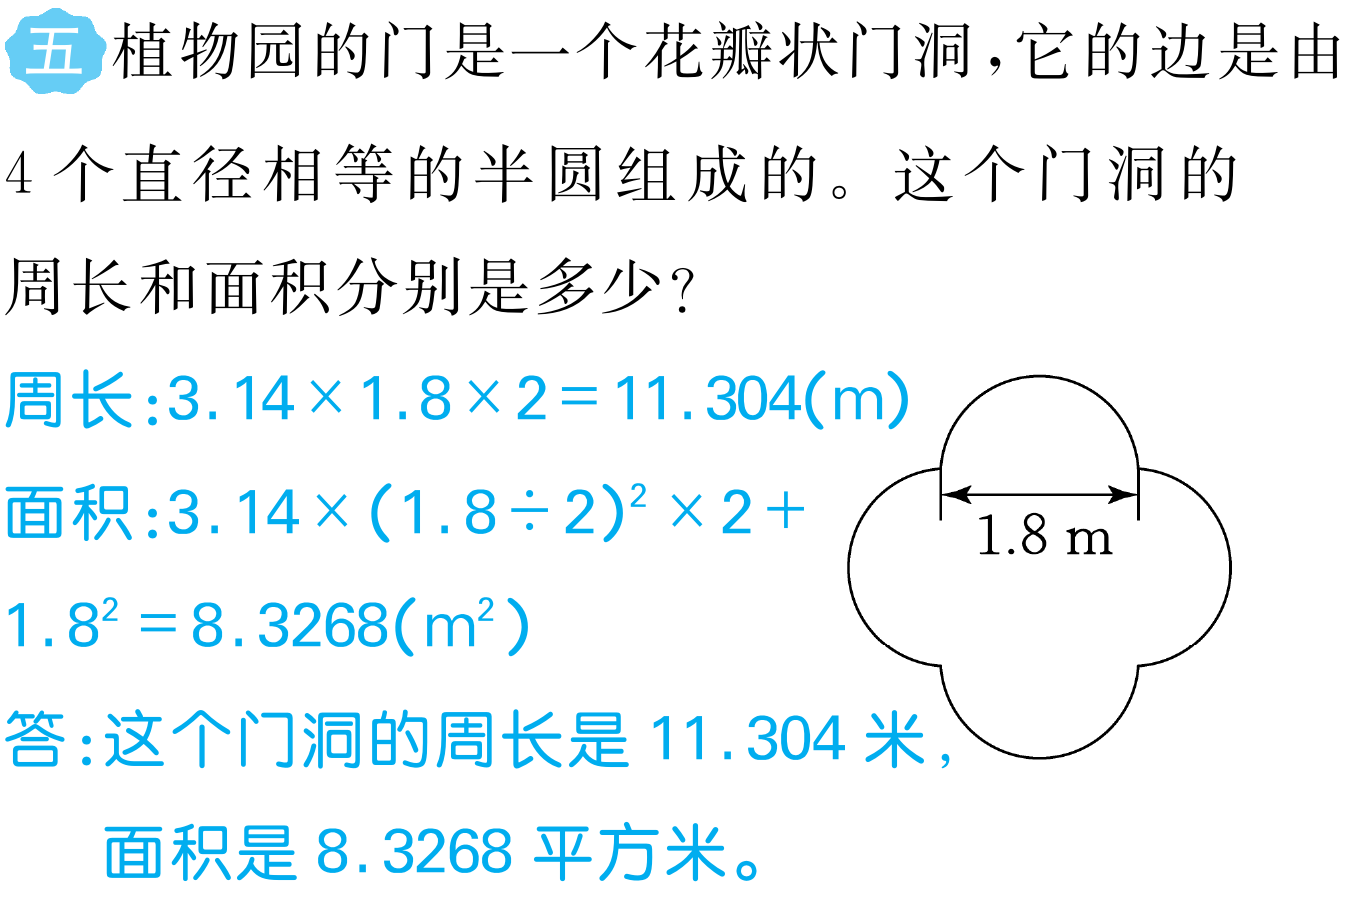 五 植物园的门是一个花瓣状门洞,它的边是由
4个直径相等的半圆组成的。这个门洞的
周长和面积分别是多少?
周长:3.14×1.8×2=11.304(m)
面积:3.14×(1.8÷2)²×2+
1.8 m
1.8²=8.3268(m²)
答:这个门洞的周长是 11.304 米,
面积是 8.3268 平方米。